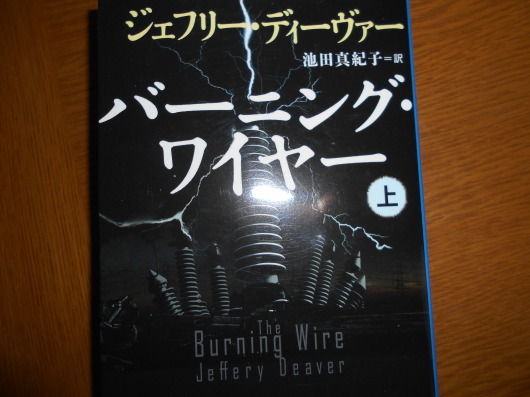 ジェフリー・ディーヴァー
池田真紀子＝訳
バーニング・
ワイヤー
上
The
Burning Wire
Jeffery Deaver